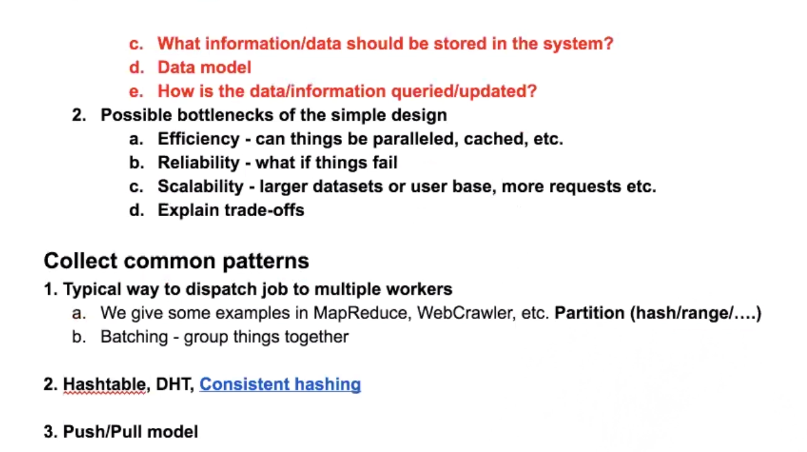 c. What information/data should be stored in the system?
d. Data model
e. How is the data/information queried/updated?
2. Possible bottlenecks of the simple design
a. Efficiency - can things be paralleled, cached, etc.
b. Reliability - what if things fail
c. Scalability - larger datasets or user base, more requests etc.
d. Explain trade-offs
Collect common patterns
1. Typical way to dispatch job to multiple workers
a. We give some examples in MapReduce, WebCrawler, etc. Partition (hash/range/....)
b. Batching - group things together
2. Hashtable, DHT, Consistent hashing
3. Push/Pull model